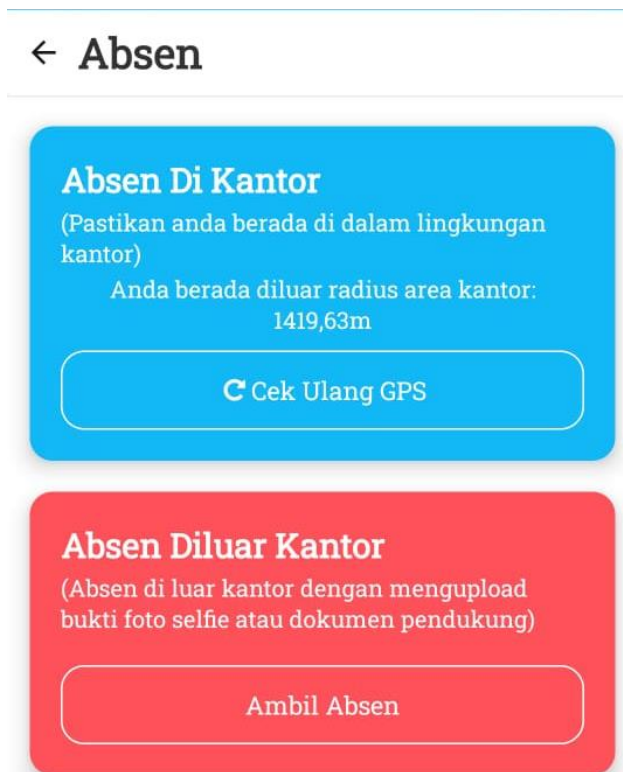 Absen
Absen Di Kantor
(Pastikan anda berada di dalam lingkungan
kantor)
Anda berada diluar radius area kantor:
1419,63m
Cek Ulang GPS
Absen Diluar Kantor
(Absen di luar kantor dengan mengupload
bukti foto selfie atau dokumen pendukung)
Ambil Absen